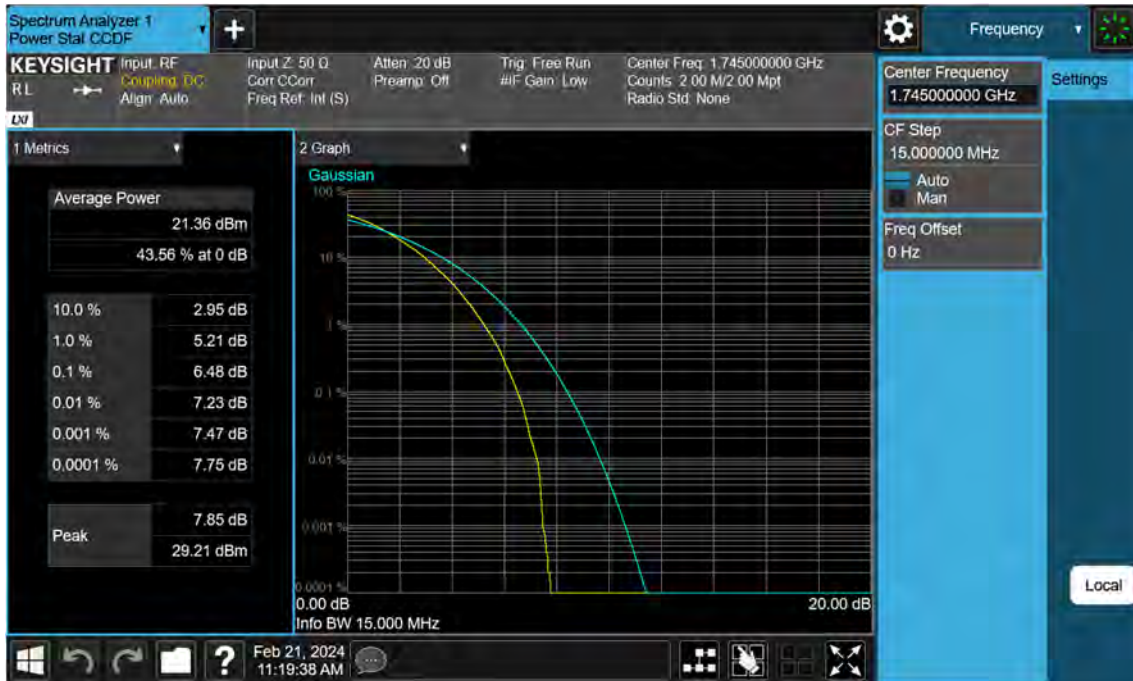 Spectrum Analyzer 1
Power Stat CCDF
Frequency
KEYSIGHT
RL
LXI
Input: RF
Coupling: DC
Align: Auto
Input Z: 50 Ω
Corr CCorr
Freq Ref: Int (S)
Atten: 20 dB
Preamp: Off
Trig: Free Run
#IF Gain: Low
Center Freq: 1.745000000 GHz
Counts: 2.00 M/2.00 Mpt
Radio Std: None
Center Frequency
1.745000000 GHz
Settings
CF Step
15.000000 MHz
Auto
Man
Freq Offset
0 Hz
1 Metrics
Average Power
21.36 dBm
43.56 % at 0 dB
10.0 % 2.95 dB
1.0 % 5.21 dB
0.1 % 6.48 dB
0.01 % 7.23 dB
0.001 % 7.47 dB
0.0001 % 7.75 dB
Peak
7.85 dB
29.21 dBm
2 Graph
Gaussian
100 %
10 %
1 %
0.1 %
0.01 %
0.001 %
0.0001 %
0.00 dB 20.00 dB
Info BW 15.000 MHz
Local
Feb 21, 2024
11:19:38 AM